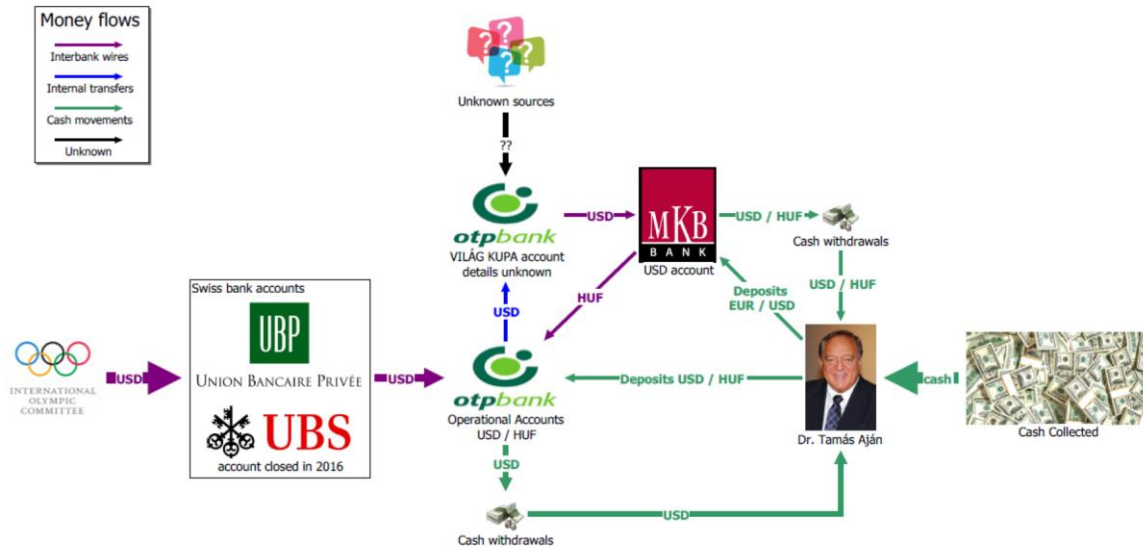 Money flows
Interbank wires
Internal transfers
Cash movements
Unknown
? ? ? ?
Unknown sources
??
otpbank
VILÁG KUPA account
details unknown
USD
MKB
BANK
USD account
USD / HUF
Cash withdrawals
USD / HUF
HUF
Deposits
EUR / USD
USD
Swiss bank accounts
UBP
UNION BANCAIRE PRIVÉE
UBS
account closed in 2016
INTERNATIONAL
OLYMPIC
COMMITTEE
USD
USD
otpbank
Operational Accounts
USD / HUF
Deposits USD / HUF
Dr. Tamás Aján
cash
Cash Collected
USD
Cash withdrawals
USD